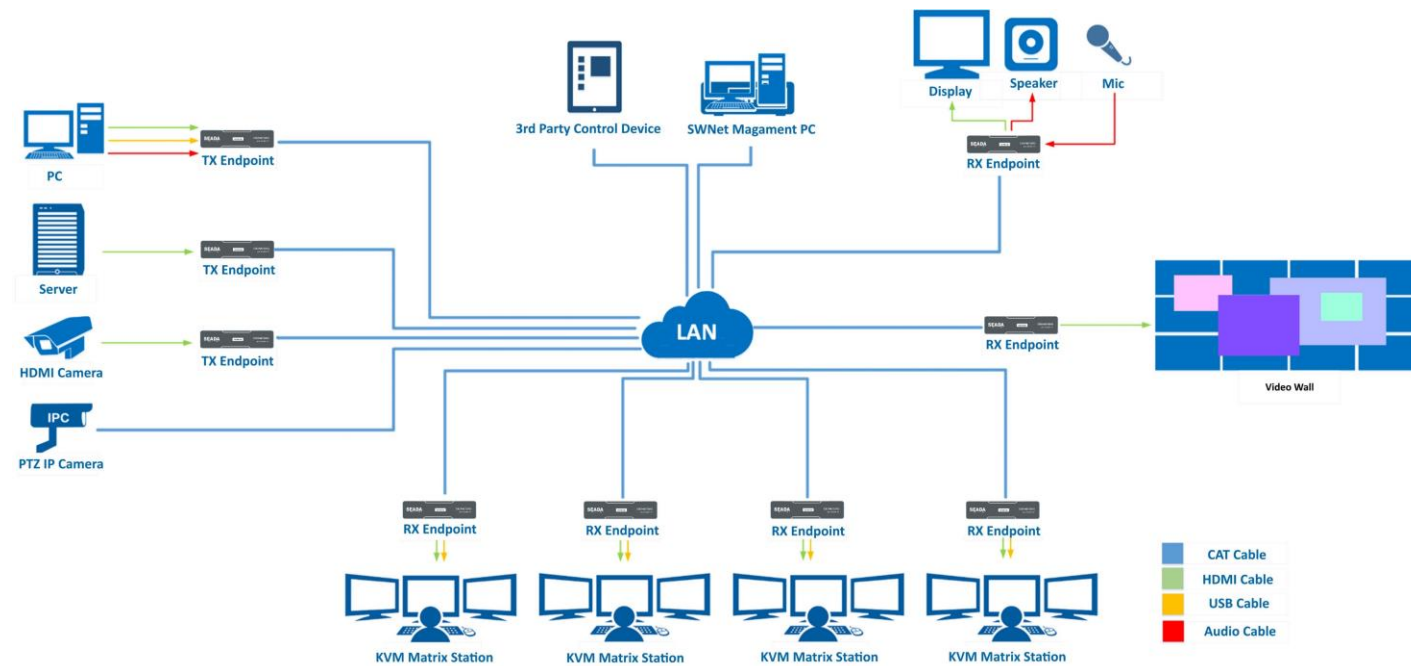 3rd Party Control Device
SWNet Magament PC
Display
Speaker
Mic
RX Endpoint
PC
TX Endpoint
Server
TX Endpoint
HDMI Camera
TX Endpoint
IPC
PTZ IP Camera
LAN
RX Endpoint
Video Wall
RX Endpoint
RX Endpoint
RX Endpoint
RX Endpoint
KVM Matrix Station
KVM Matrix Station
KVM Matrix Station
KVM Matrix Station
CAT Cable
HDMI Cable
USB Cable
Audio Cable